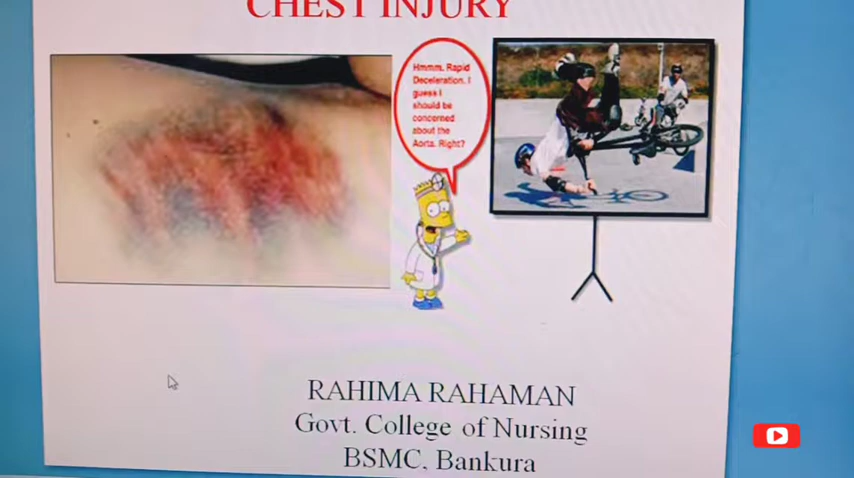 CHEST INJURY
Hmmm. Rapid
Deceleration. I
guess I
should be
concerned
about the
Aorta. Right?
RAHIMA RAHAMAN
Govt. College of Nursing
BSMC, Bankura